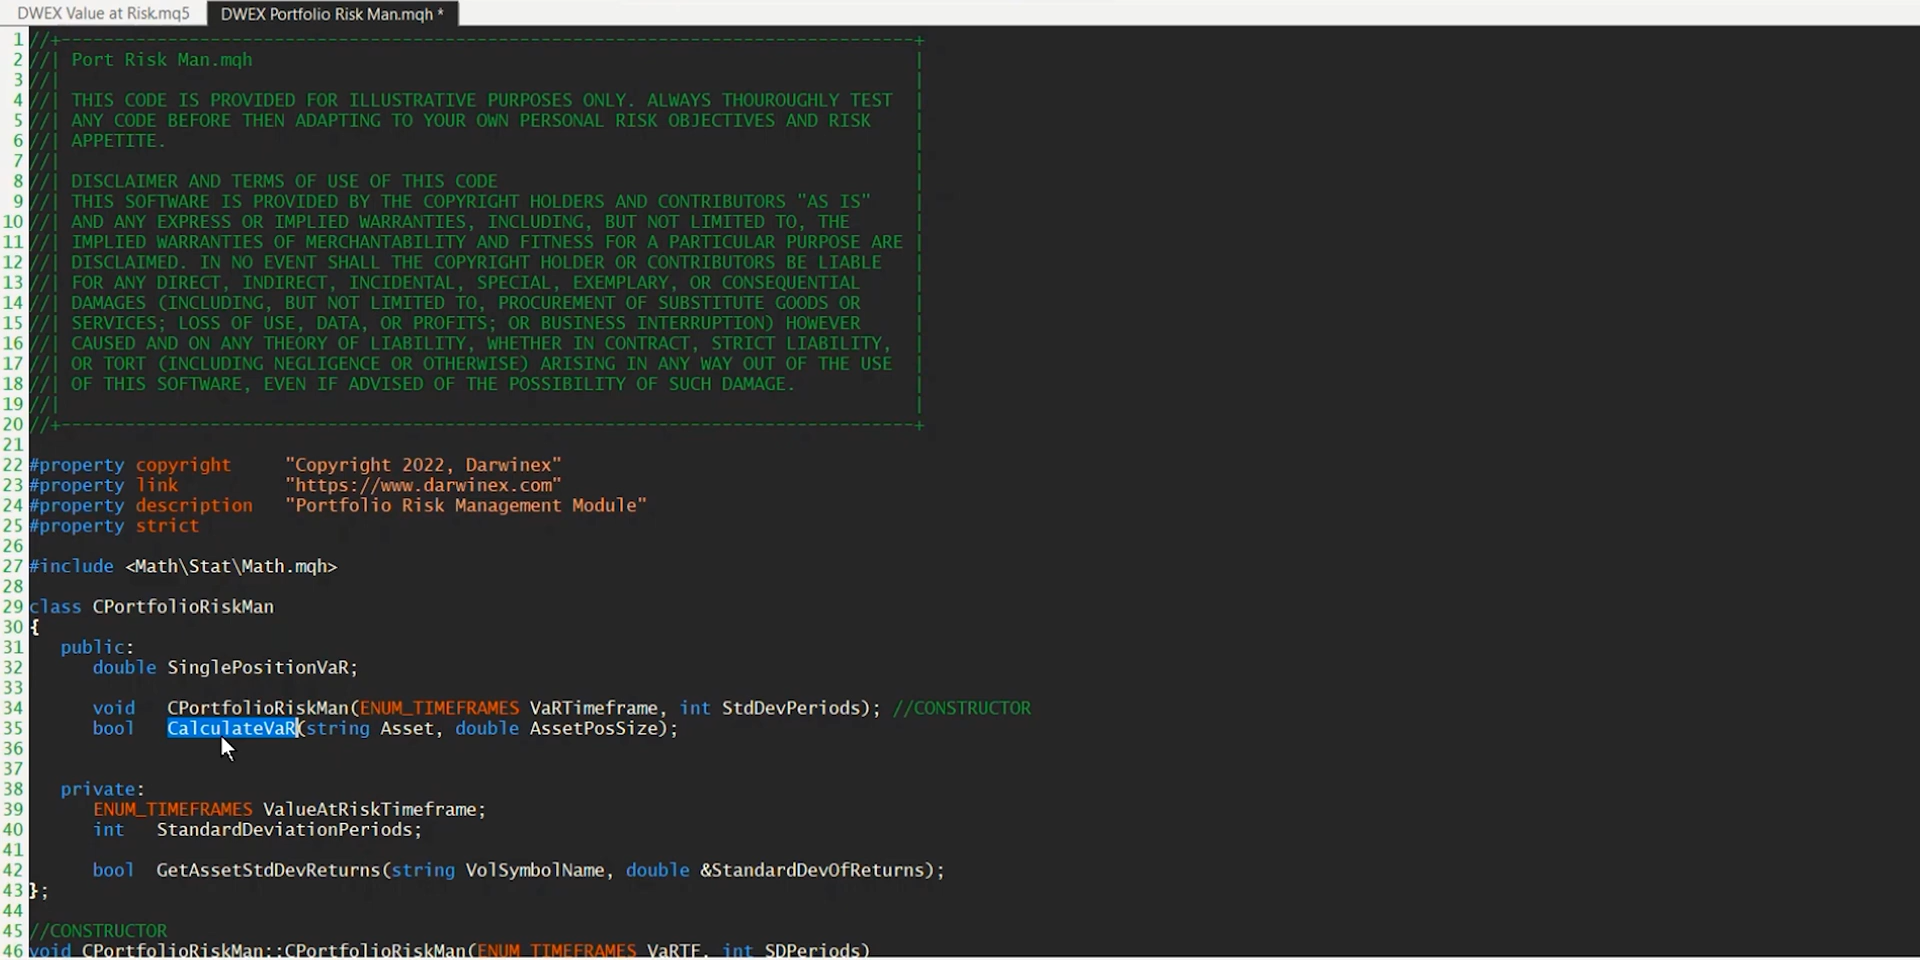 DWEX Value at Risk.mq5 DWEX Portfolio Risk Man.mqh *
1 //+--------------------------------------------------------------------------------+
2 //| Port Risk Man.mqh |
3 //| |
4 //| THIS CODE IS PROVIDED FOR ILLUSTRATIVE PURPOSES ONLY. ALWAYS THOUROUGHLY TEST |
5 //| ANY CODE BEFORE THEN ADAPTING TO YOUR OWN PERSONAL RISK OBJECTIVES AND RISK |
6 //| APPETITE. |
7 //| |
8 //| DISCLAIMER AND TERMS OF USE OF THIS CODE |
9 //| THIS SOFTWARE IS PROVIDED BY THE COPYRIGHT HOLDERS AND CONTRIBUTORS "AS IS" |
10 //| AND ANY EXPRESS OR IMPLIED WARRANTIES, INCLUDING, BUT NOT LIMITED TO, THE |
11 //| IMPLIED WARRANTIES OF MERCHANTABILITY AND FITNESS FOR A PARTICULAR PURPOSE ARE |
12 //| DISCLAIMED. IN NO EVENT SHALL THE COPYRIGHT HOLDER OR CONTRIBUTORS BE LIABLE |
13 //| FOR ANY DIRECT, INDIRECT, INCIDENTAL, SPECIAL, EXEMPLARY, OR CONSEQUENTIAL |
14 //| DAMAGES (INCLUDING, BUT NOT LIMITED TO, PROCUREMENT OF SUBSTITUTE GOODS OR |
15 //| SERVICES; LOSS OF USE, DATA, OR PROFITS; OR BUSINESS INTERRUPTION) HOWEVER |
16 //| CAUSED AND ON ANY THEORY OF LIABILITY, WHETHER IN CONTRACT, STRICT LIABILITY, |
17 //| OR TORT (INCLUDING NEGLIGENCE OR OTHERWISE) ARISING IN ANY WAY OUT OF THE USE |
18 //| OF THIS SOFTWARE, EVEN IF ADVISED OF THE POSSIBILITY OF SUCH DAMAGE. |
19 //| |
20 //+--------------------------------------------------------------------------------+
21
22 #property copyright "Copyright 2022, Darwinex"
23 #property link "https://www.darwinex.com"
24 #property description "Portfolio Risk Management Module"
25 #property strict
26
27 #include <Math\Stat\Math.mqh>
28
29 class CPortfolioRiskMan
30 {
31 public:
32 double SinglePositionVaR;
33
34 void CPortfolioRiskMan(ENUM_TIMEFRAMES VaRTimeframe, int StdDevPeriods); //CONSTRUCTOR
35 bool CalculateVaR(string Asset, double AssetPosSize);
36
37
38 private:
39 ENUM_TIMEFRAMES ValueAtRiskTimeframe;
40 int StandardDeviationPeriods;
41
42 bool GetAssetStdDevReturns(string VolSymbolName, double &StandardDevOfReturns);
43 };
44
45 //CONSTRUCTOR
46 void CPortfolioRiskMan::CPortfolioRiskMan(ENUM_TIMEFRAMES VaRTF, int SDPeriods)